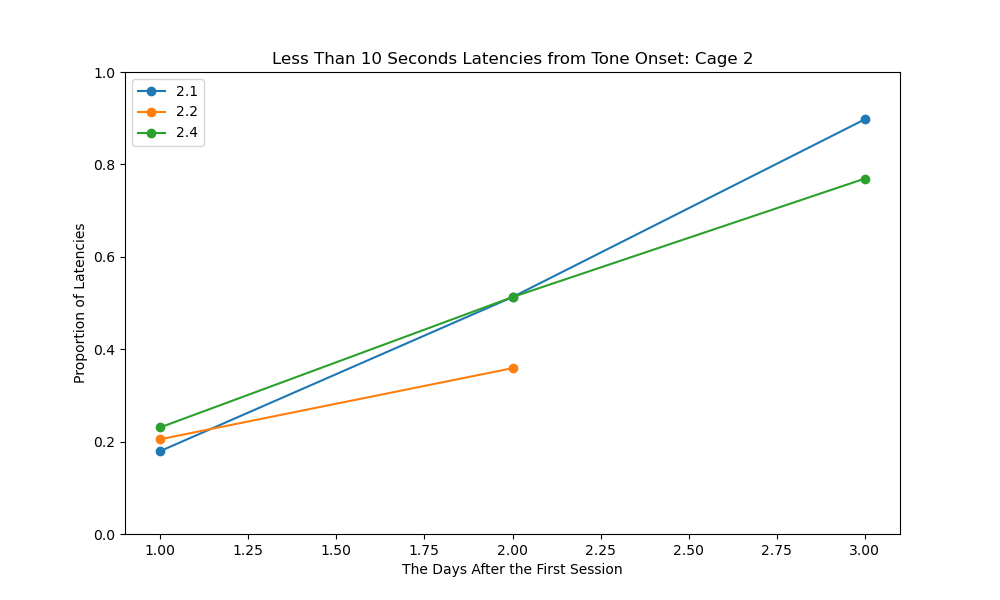 Less Than 10 Seconds Latencies from Tone Onset: Cage 2
2.1
2.2
2.4
Proportion of Latencies
1.0
0.8
0.6
0.4
0.2
0.0
1.00 1.25 1.50 1.75 2.00 2.25 2.50 2.75 3.00
The Days After the First Session